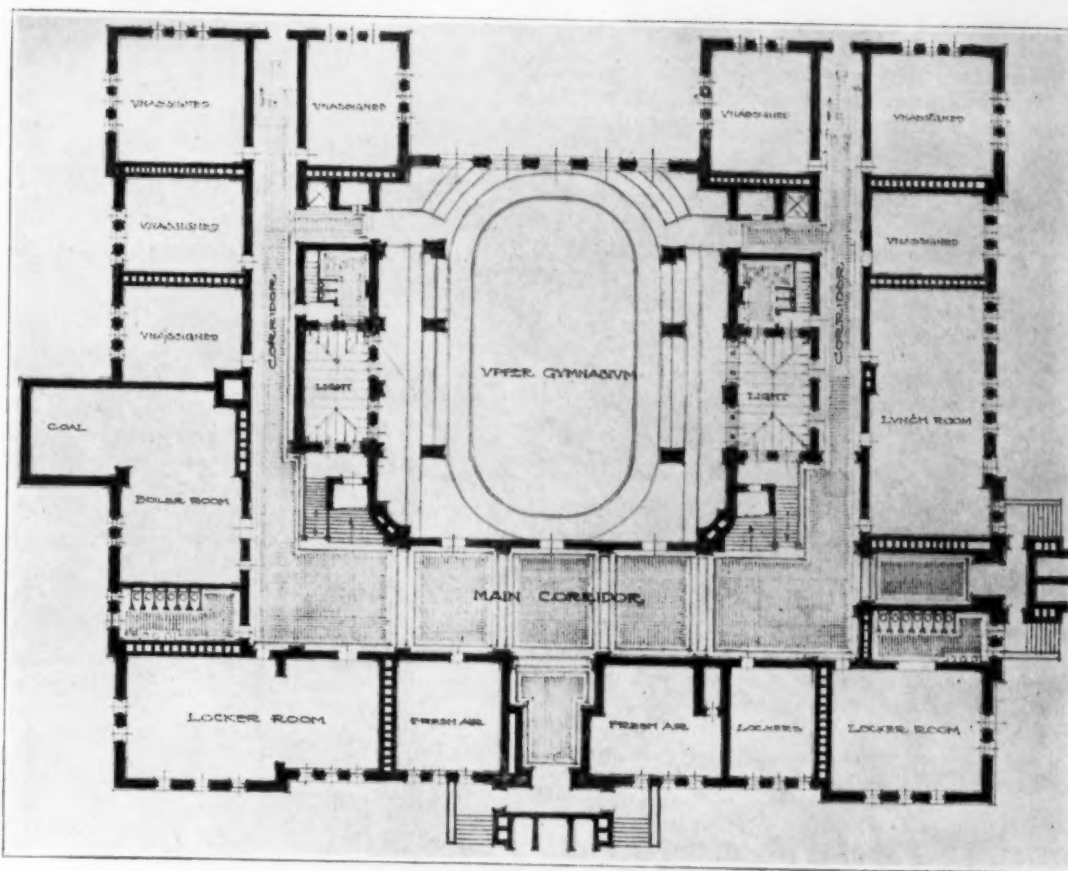 UNASSIGNED
UNASSIGNED
UNASSIGNED
UNASSIGNED
UNASSIGNED
UNASSIGNED
UNASSIGNED
CORRIDOR
CORRIDOR
UPPER GYMNASIUM
LIGHT
LIGHT
LUNCH ROOM
COAL
BOILER ROOM
MAIN CORRIDOR
LOCKER ROOM
FRESH AIR
FRESH AIR
LOCKERS
LOCKER ROOM